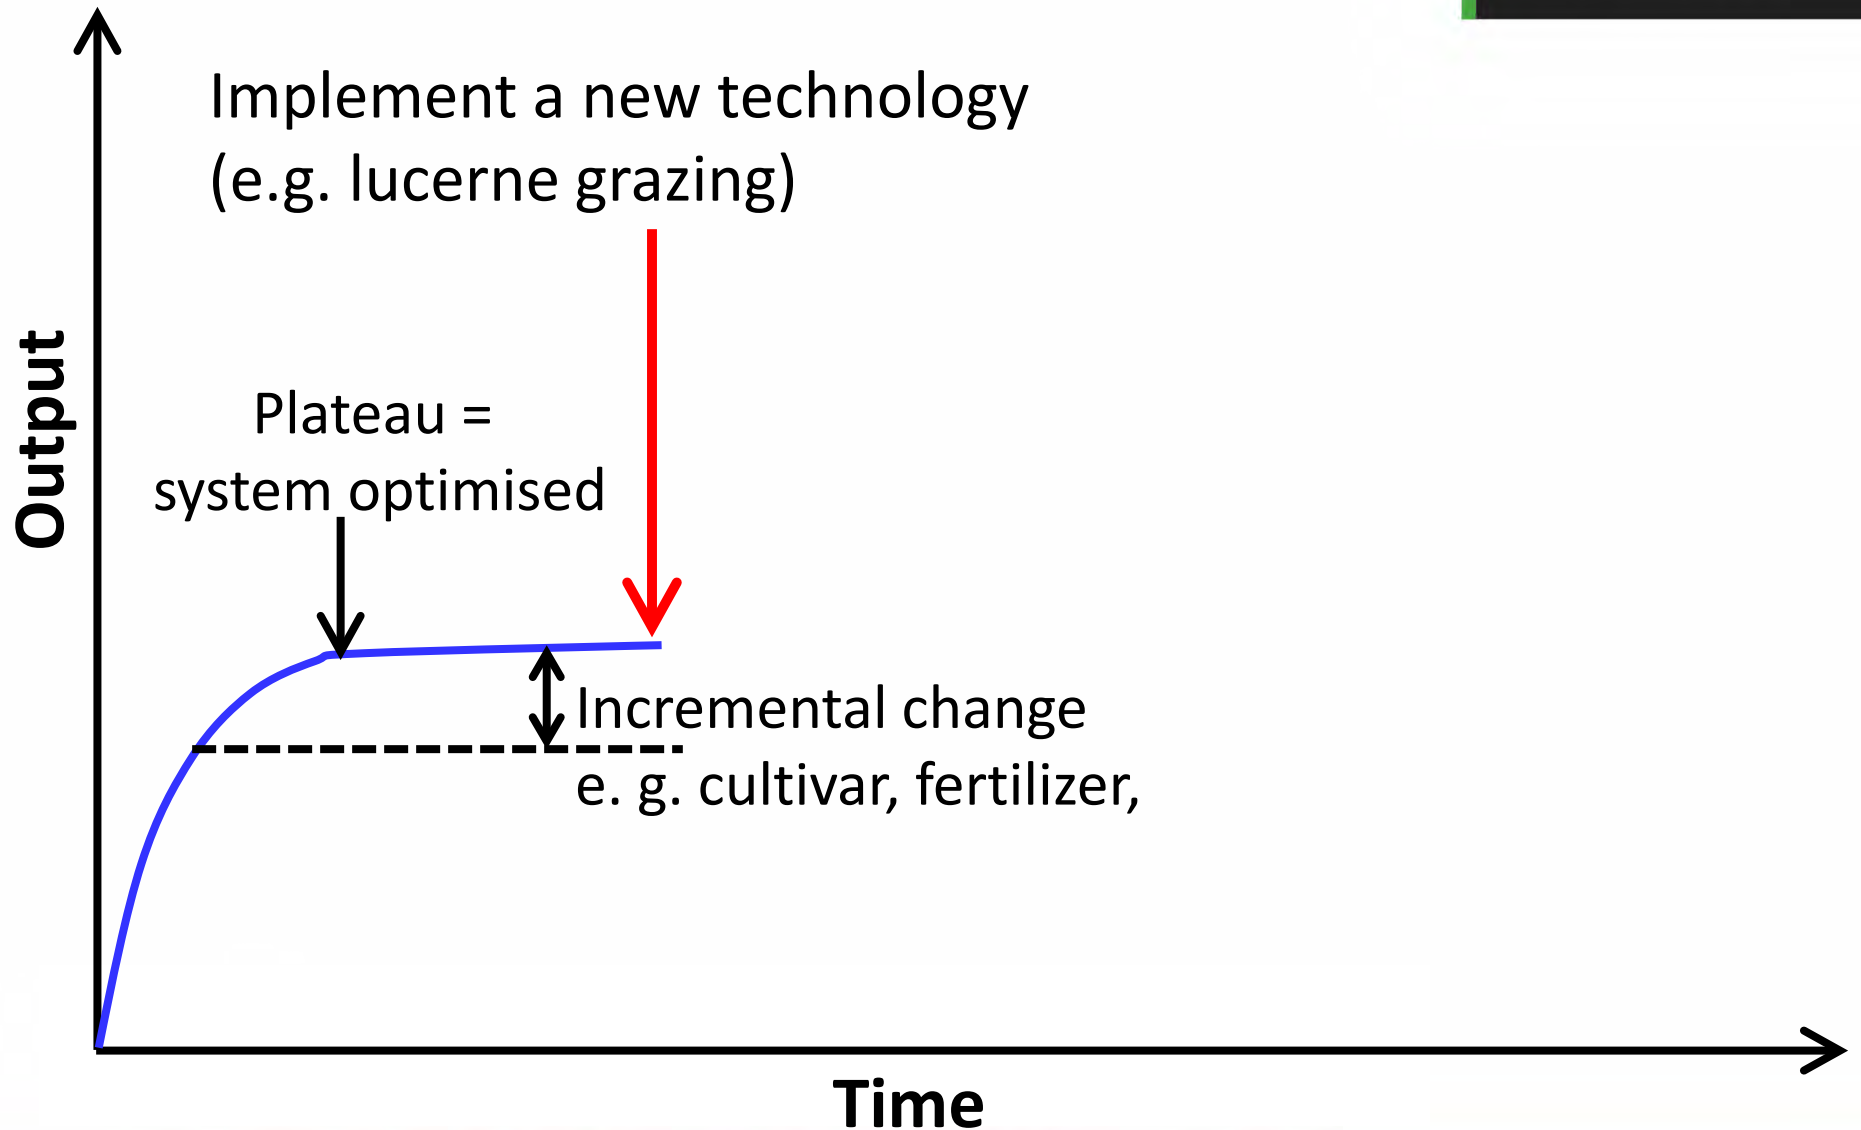 Implement a new technology
(e.g. lucerne grazing)
Output
Plateau =
system optimised
Incremental change
e. g. cultivar, fertilizer,
Time